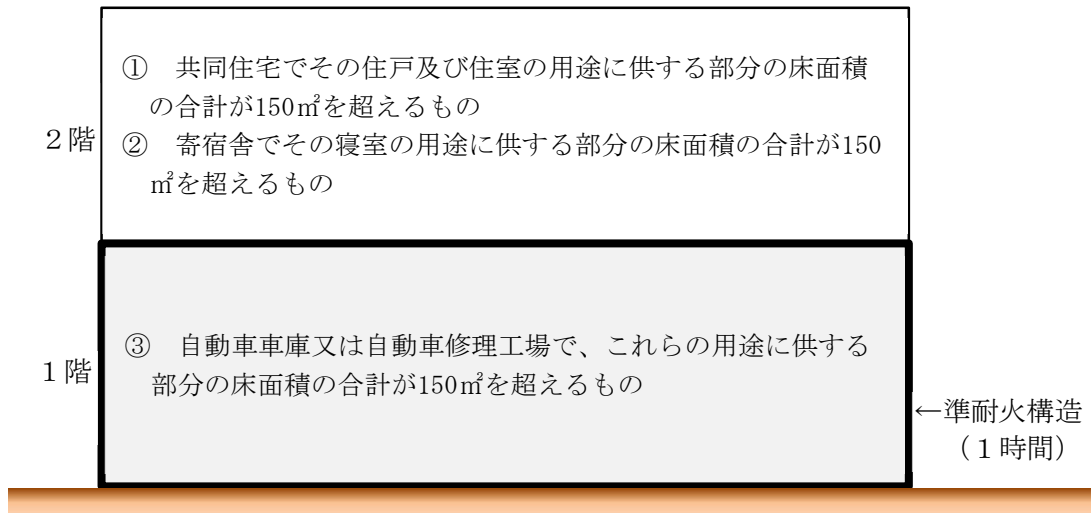 ①　共同住宅でその住戸及び住室の用途に供する部分の床面積
の合計が150㎡を超えるもの
２階
②　寄宿舎でその寝室の用途に供する部分の床面積の合計が150
㎡を超えるもの
③　自動車車庫又は自動車修理工場で、これらの用途に供する
部分の床面積の合計が150㎡を超えるもの
１階
←準耐火構造
（１時間）